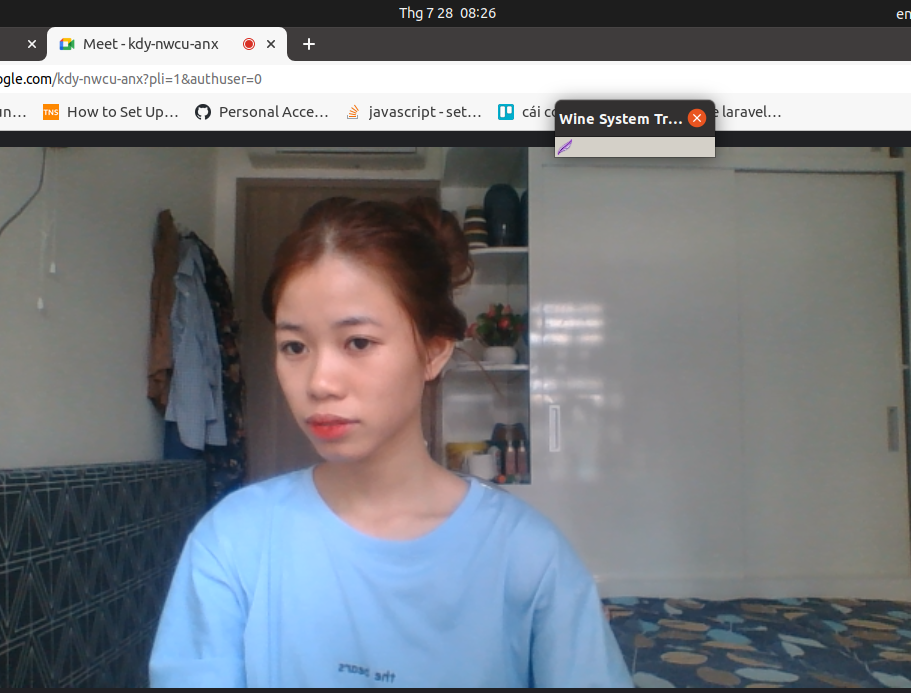 Thg 7 28 08:26
en
Meet - kdy-nwcu-anx
ogle.com/kdy-nwcu-anx?pli=1&authuser=0
un… TNS How to Set Up… Personal Acce… javascript - set… cái c e laravel…
Wine System Tr…
the bears